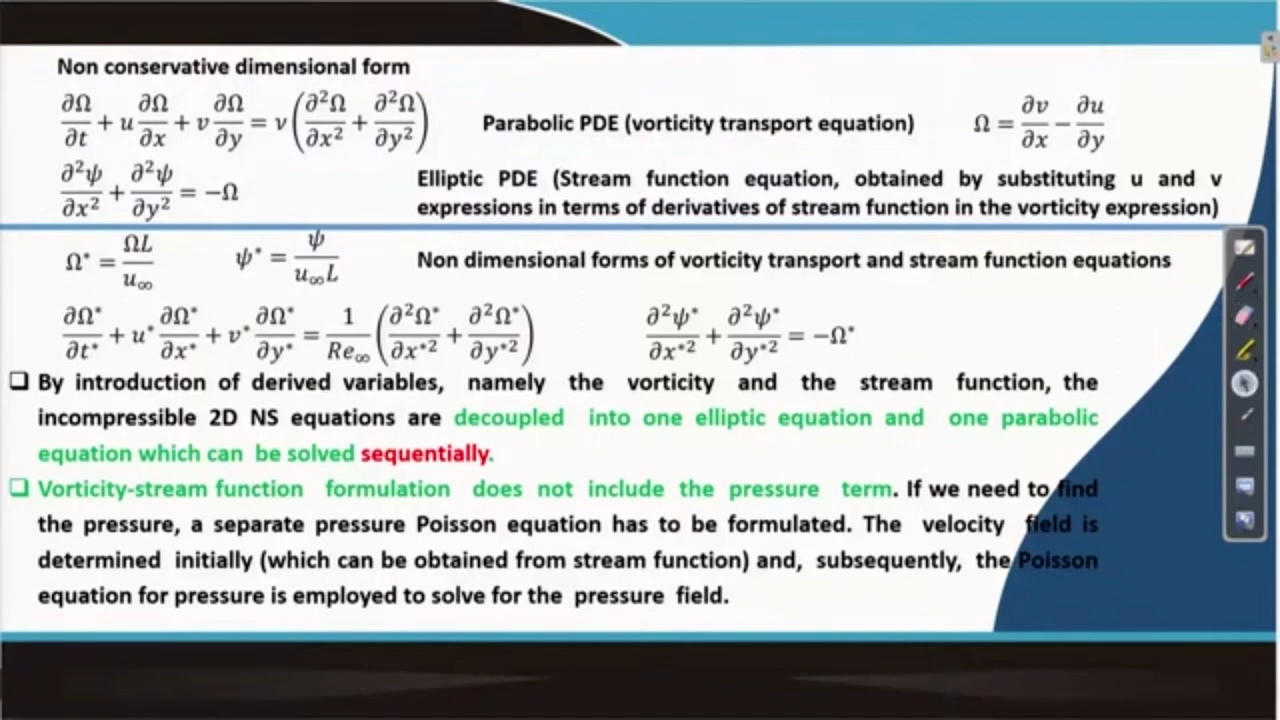 Non conservative dimensional form
∂Ω/∂t + u ∂Ω/∂x + v ∂Ω/∂y = ν(∂²Ω/∂x² + ∂²Ω/∂y²) Parabolic PDE (vorticity transport equation) Ω = ∂v/∂x − ∂u/∂y
∂²ψ/∂x² + ∂²ψ/∂y² = −Ω Elliptic PDE (Stream function equation, obtained by substituting u and v
expressions in terms of derivatives of stream function in the vorticity expression)
Ω* = ΩL/u∞ ψ* = ψ/u∞L Non dimensional forms of vorticity transport and stream function equations
∂Ω*/∂t* + u* ∂Ω*/∂x* + v* ∂Ω*/∂y* = 1/Re∞ (∂²Ω*/∂x*² + ∂²Ω*/∂y*²) ∂²ψ*/∂x*² + ∂²ψ*/∂y*² = −Ω*
❑ By introduction of derived variables, namely the vorticity and the stream function, the
incompressible 2D NS equations are decoupled into one elliptic equation and one parabolic
equation which can be solved sequentially.
❑ Vorticity-stream function formulation does not include the pressure term. If we need to find
the pressure, a separate pressure Poisson equation has to be formulated. The velocity field is
determined initially (which can be obtained from stream function) and, subsequently, the Poisson
equation for pressure is employed to solve for the pressure field.